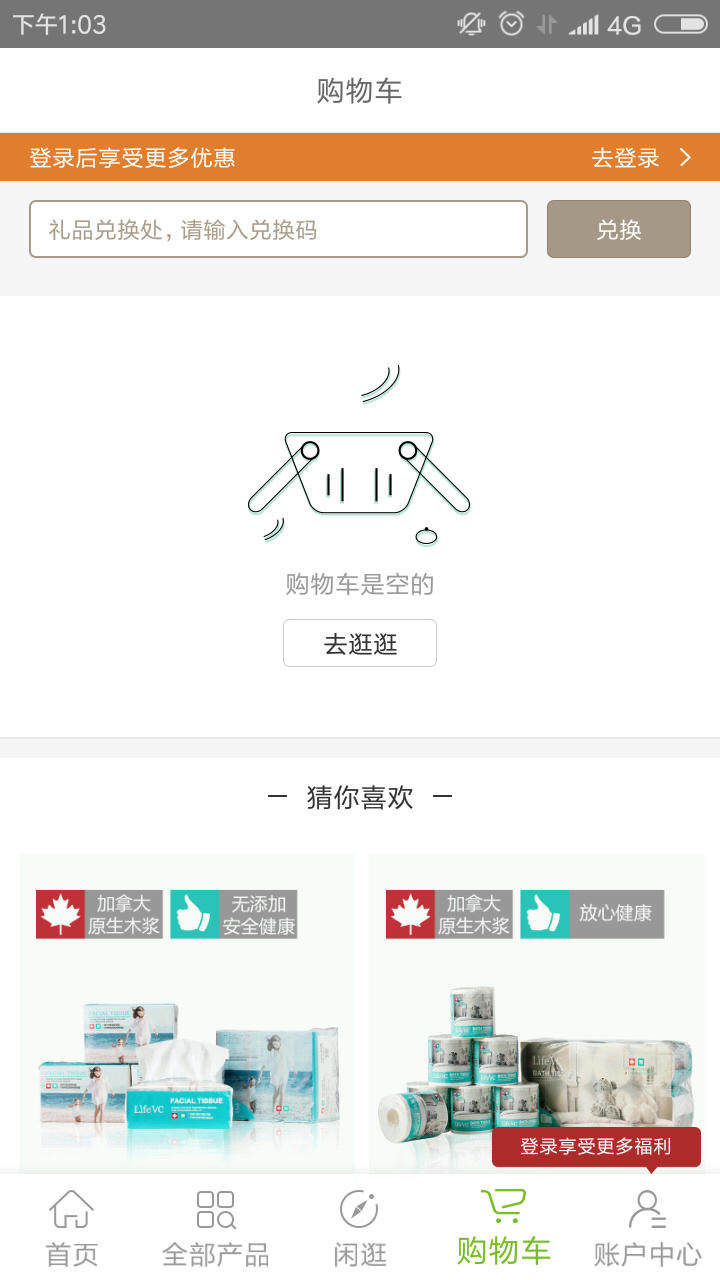 下午1:03
4G
购物车
登录后享受更多优惠
去登录
礼品兑换处, 请输入兑换码
兑换
购物车是空的
去逛逛
猜你喜欢
加拿大
原生木浆
无添加
安全健康
加拿大
原生木浆
放心健康
FACIAL TISSUE
FACIAL TISSUE
LifeVC
LifeVC
BATH TISSUE
登录享受更多福利
首页
全部产品
闲逛
购物车
账户中心